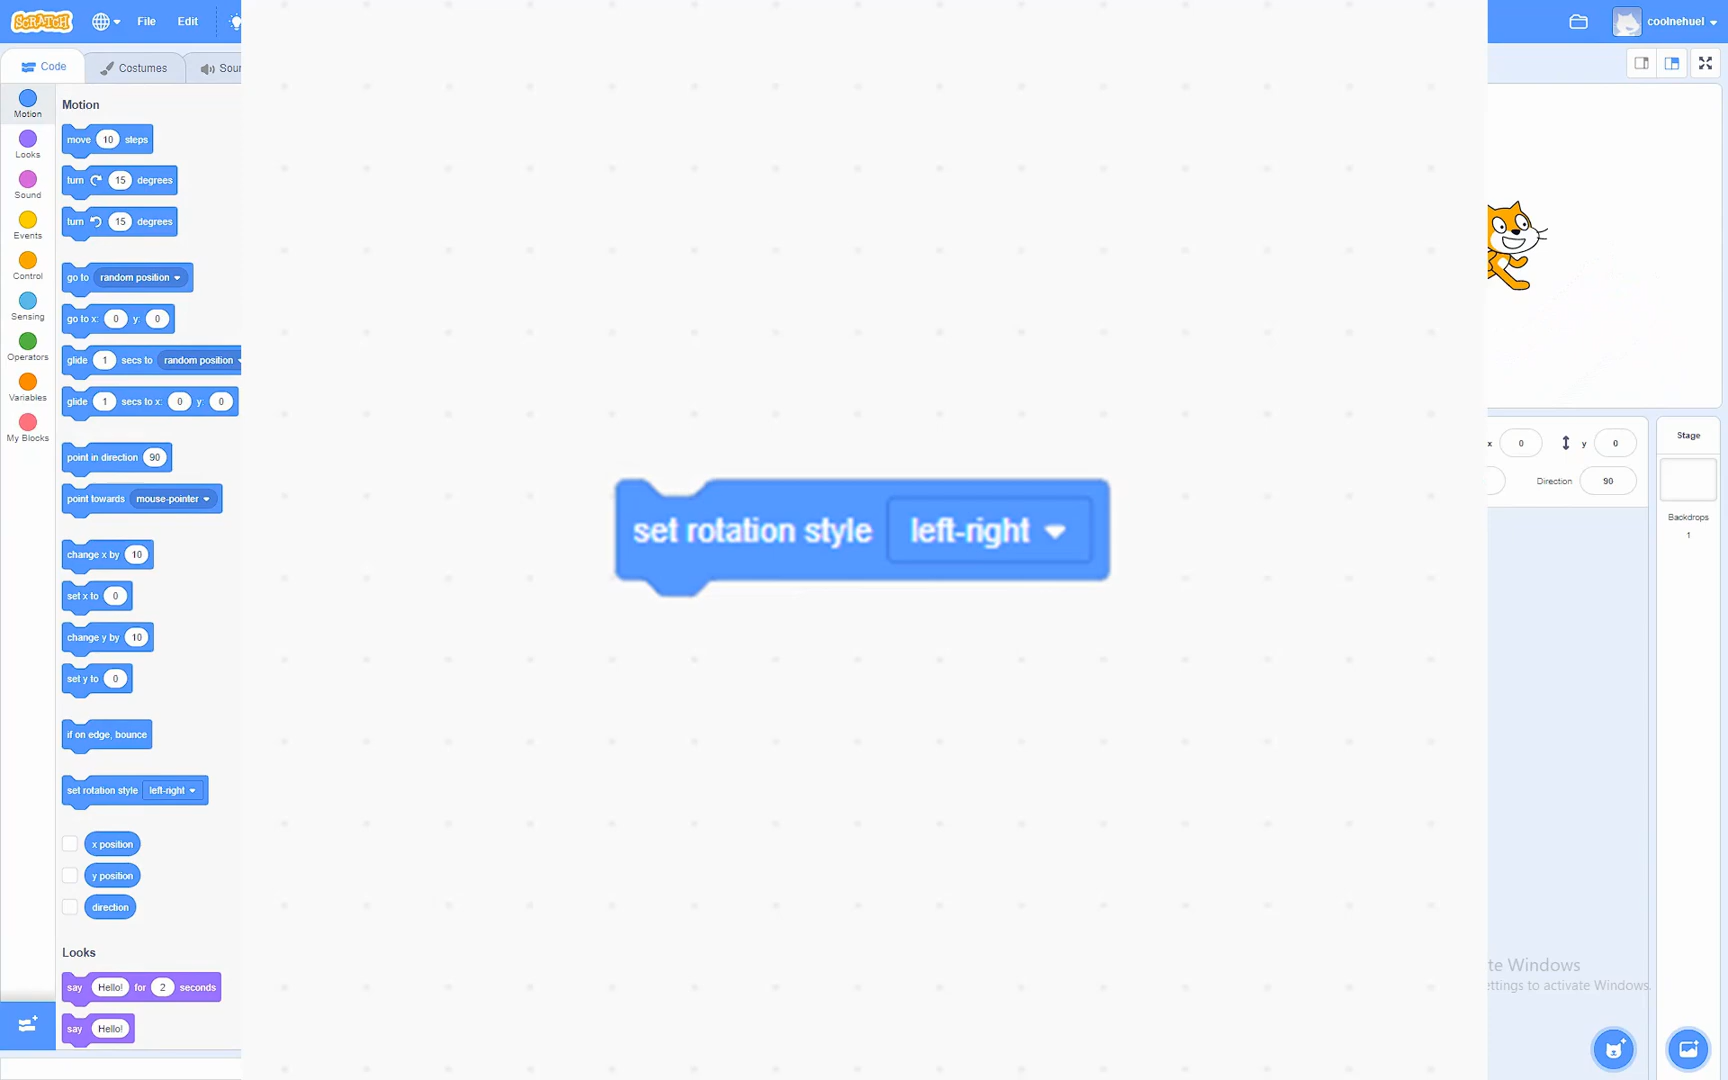 SCRATCH
File
Edit
coolnehuel
Code
Costumes
Sou
Motion
Looks
Sound
Events
Control
Sensing
Operators
Variables
My Blocks
Motion
move 10 steps
turn 15 degrees
turn 15 degrees
go to random position
go to x: 0 y: 0
glide 1 secs to random position
glide 1 secs to x: 0 y: 0
point in direction 90
point towards mouse-pointer
change x by 10
set x to 0
change y by 10
set y to 0
if on edge, bounce
set rotation style left-right
x position
y position
direction
Looks
say Hello! for 2 seconds
say Hello!
set rotation style left-right
x 0 y 0
Direction 90
Stage
Backdrops
1
te Windows
ettings to activate Windows.